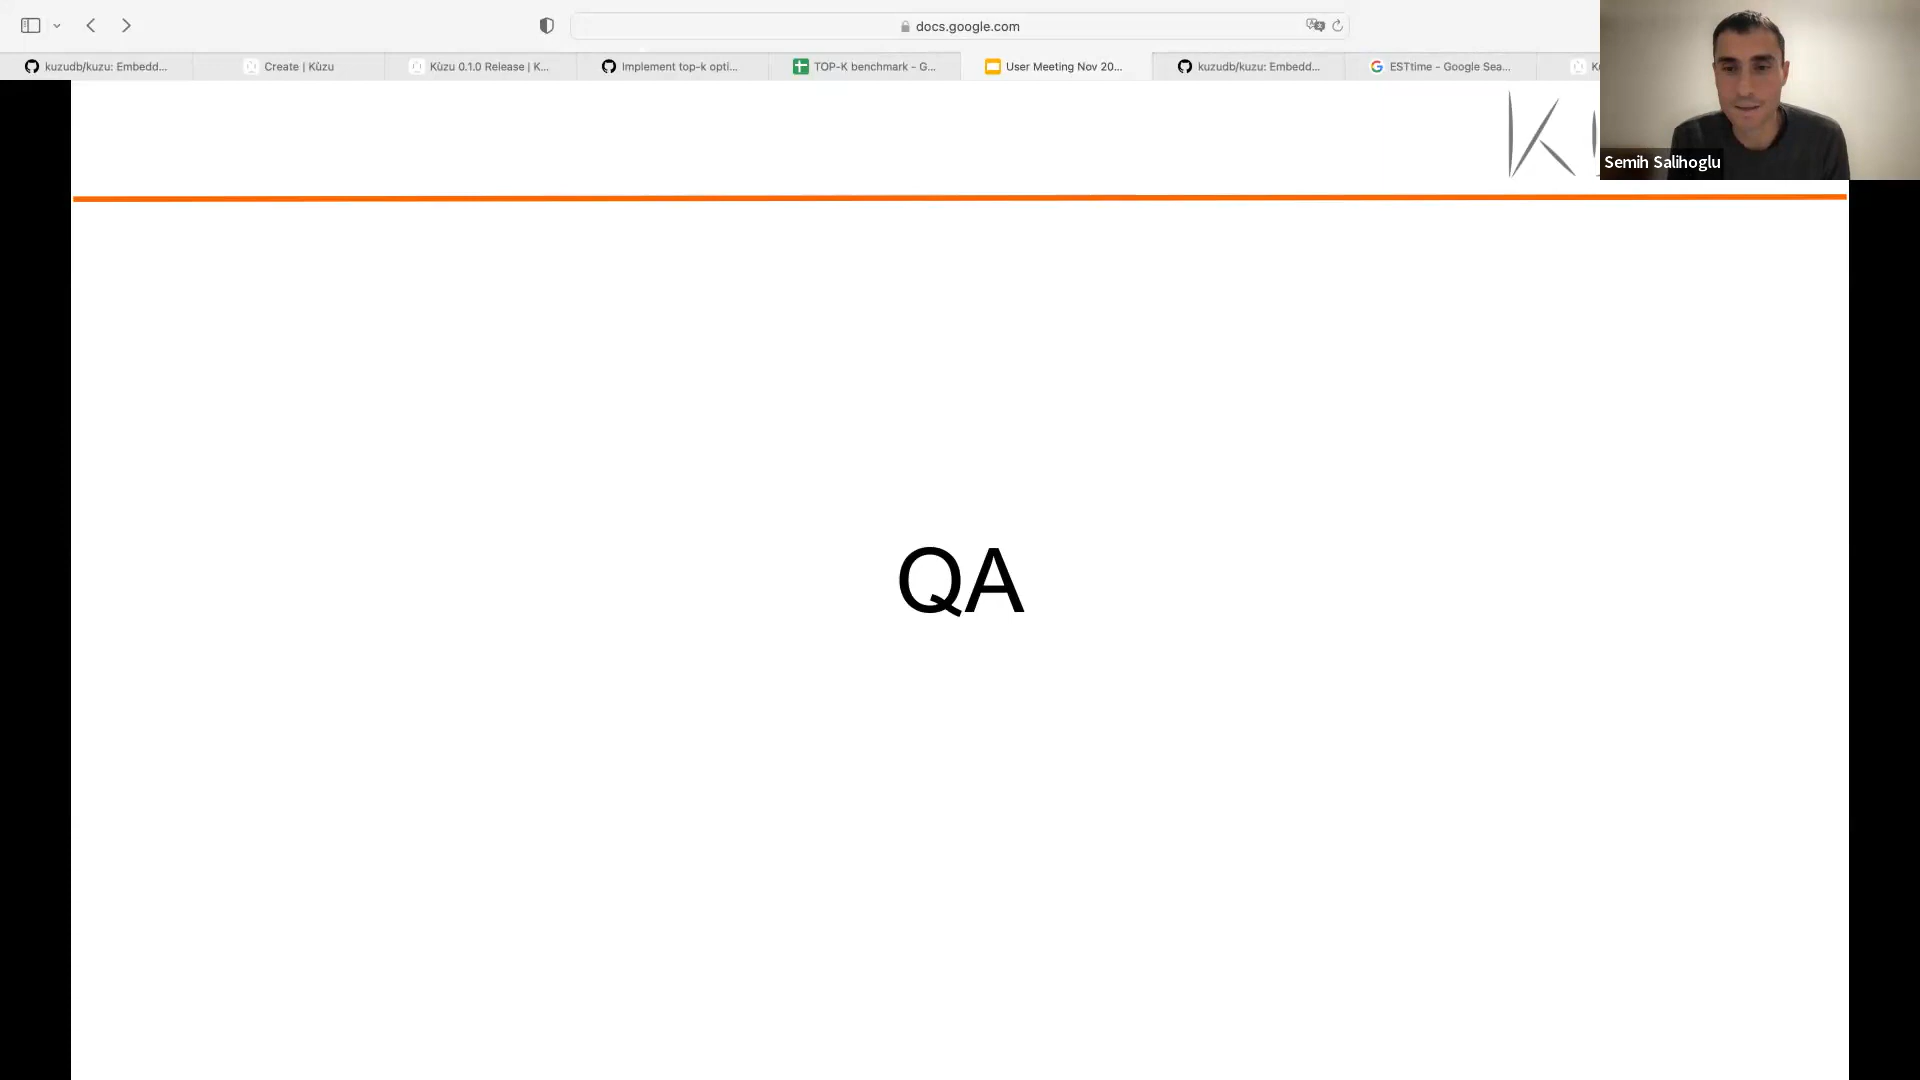 docs.google.com
kuzudb/kuzu: Embedd...
Create | Kùzu
Kùzu 0.1.0 Release | K...
Implement top-k opti...
TOP-K benchmark - G...
User Meeting Nov 20...
kuzudb/kuzu: Embedd...
ESTtime - Google Sea...
K
Semih Salihoglu
QA